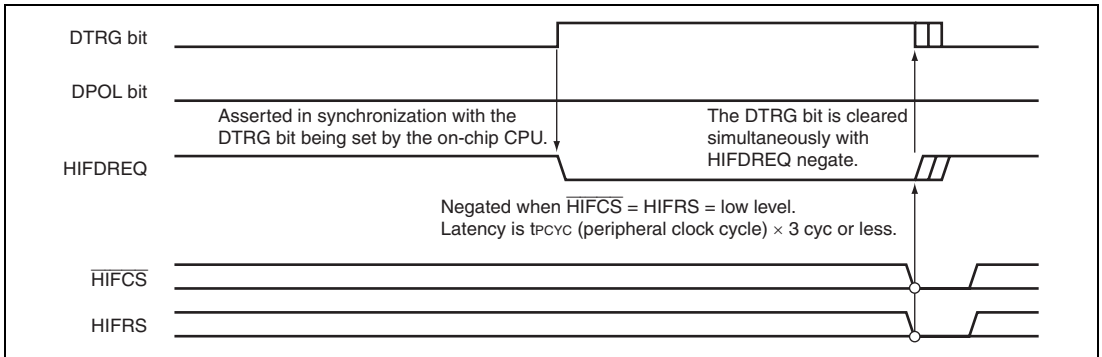 DTRG bit
DPOL bit
Asserted in synchronization with the
DTRG bit being set by the on-chip CPU.
The DTRG bit is cleared
simultaneously with
HIFDREQ negate.
HIFDREQ
Negated when HIFCS = HIFRS = low level.
Latency is tPCYC (peripheral clock cycle) × 3 cyc or less.
HIFCS
HIFRS